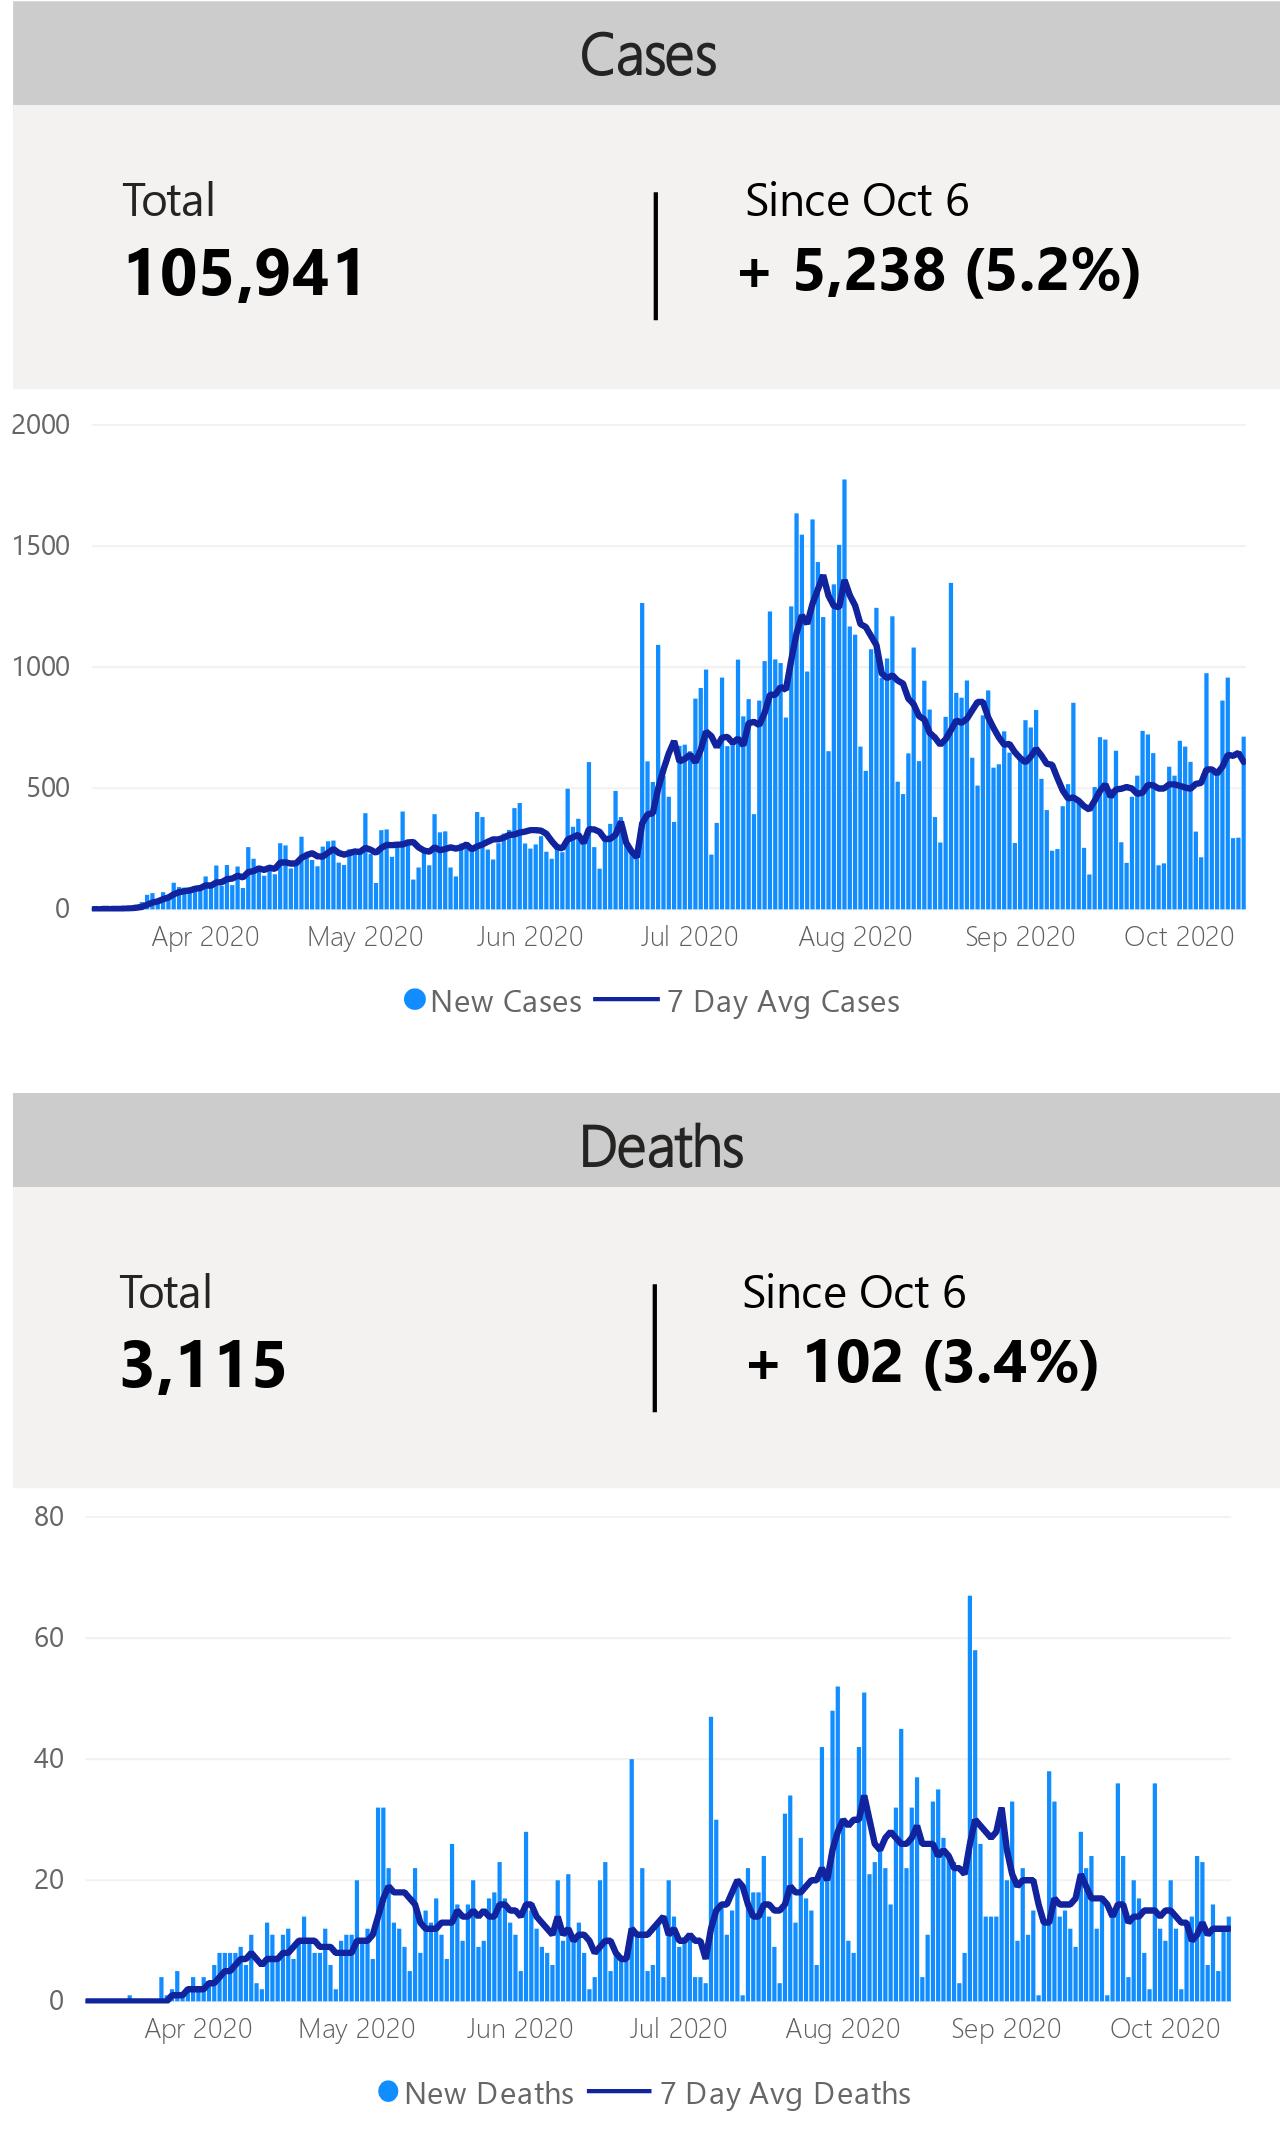 Cases
Total
Since Oct 6
105,941
+ 5,238 (5.2%)
2000
1500
1000
500
0
Apr 2020 May 2020 Jun 2020 Jul 2020 Aug 2020 Sep 2020 Oct 2020
New Cases 7 Day Avg Cases
Deaths
Total
Since Oct 6
3,115
+ 102 (3.4%)
80
60
40
20
0
Apr 2020 May 2020 Jun 2020 Jul 2020 Aug 2020 Sep 2020 Oct 2020
New Deaths 7 Day Avg Deaths